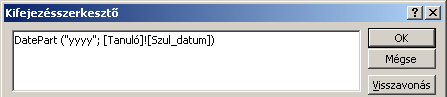 Kifejezésszerkesztő
DatePart ("yyyy"; [Tanuló]![Szul_datum])
OK
Mégse
Visszavonás